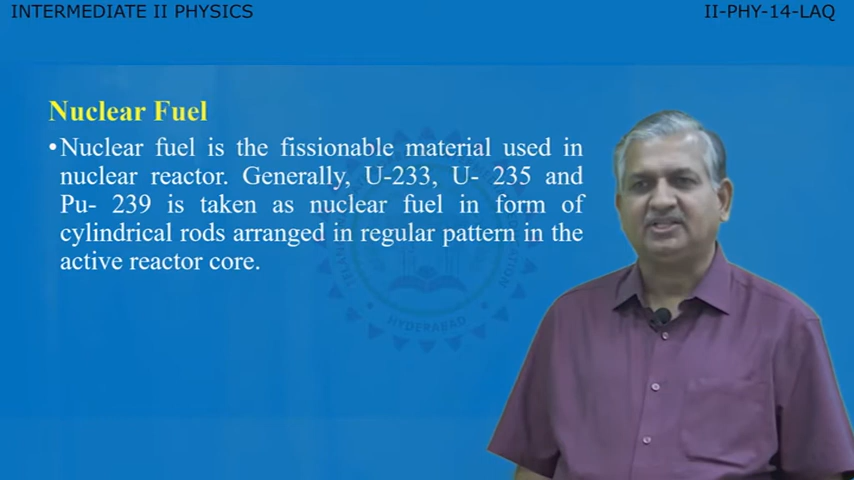 INTERMEDIATE II PHYSICS
II-PHY-14-LAQ
Nuclear Fuel
•Nuclear fuel is the fissionable material used in
nuclear reactor. Generally, U-233, U- 235 and
Pu- 239 is taken as nuclear fuel in form of
cylindrical rods arranged in regular pattern in the
active reactor core.
HYDERABAD